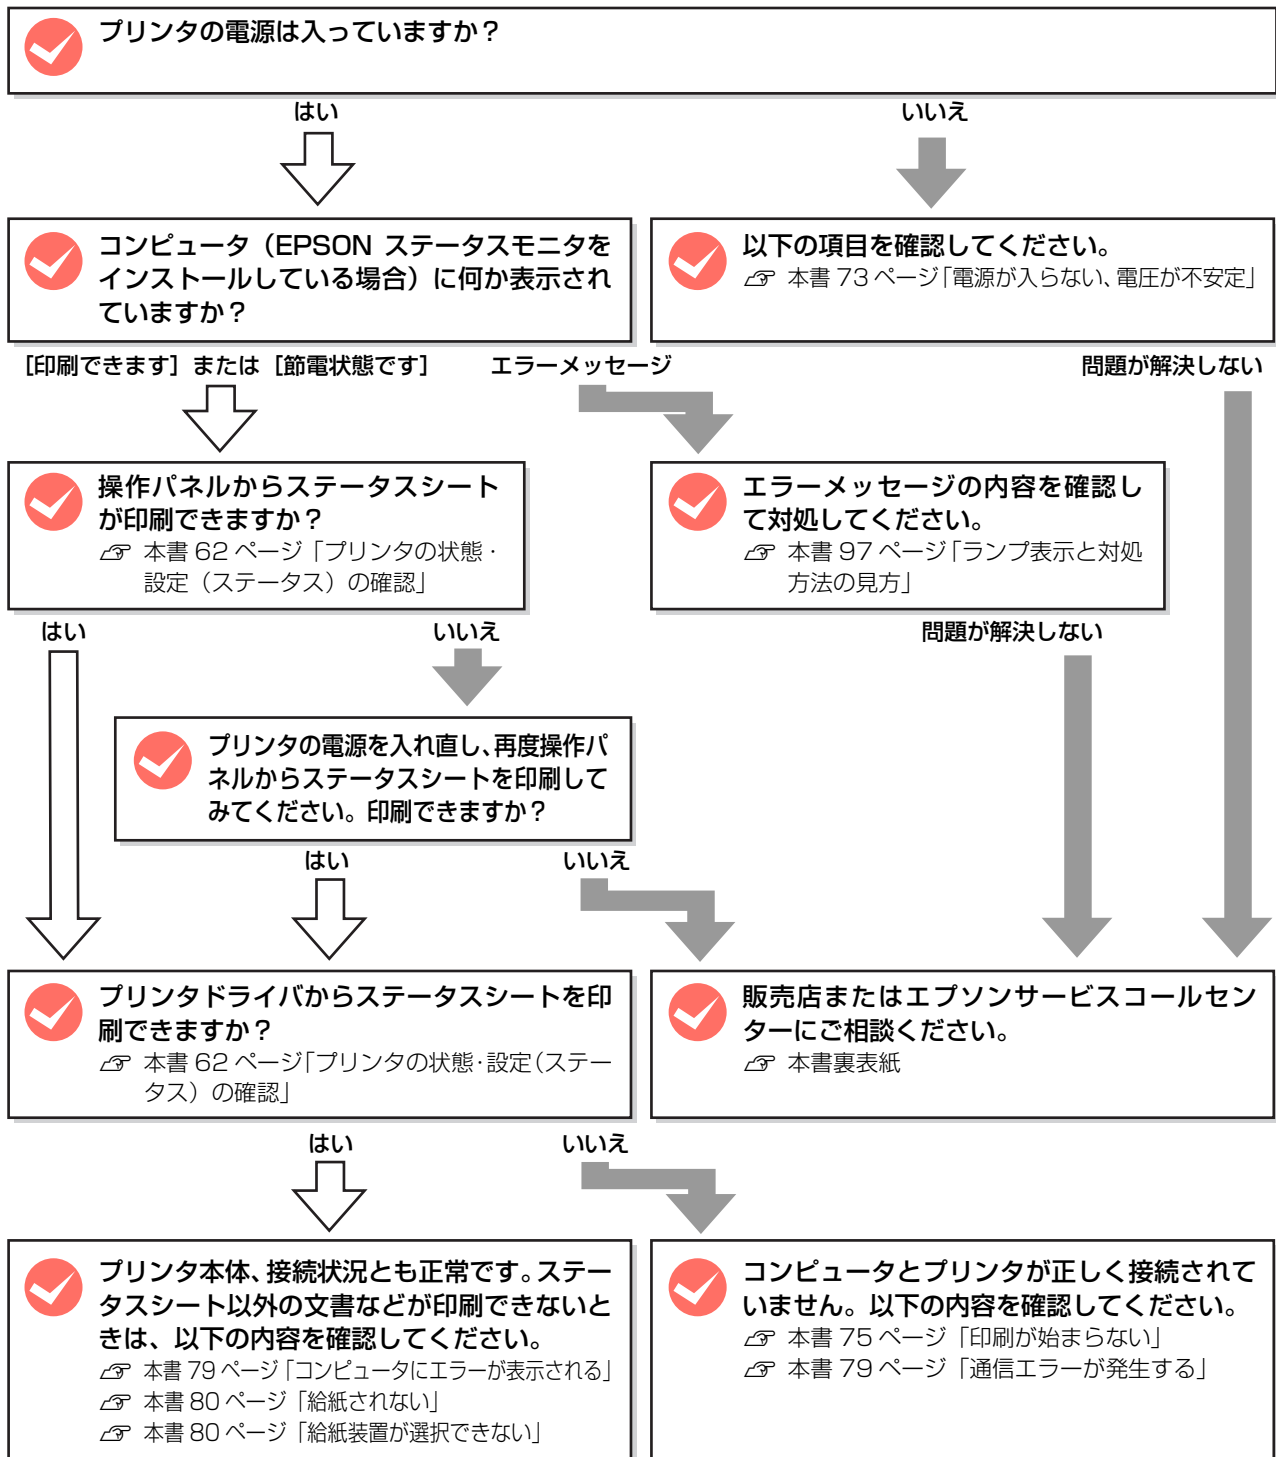 プリンタの電源は入っていますか?
はい
いいえ
コンピュータ(EPSON ステータスモニタを
インストールしている場合)に何か表示され
ていますか?
以下の項目を確認してください。
本書 73 ページ「電源が入らない、電圧が不安定」
[印刷できます]または[節電状態です]
エラーメッセージ
問題が解決しない
操作パネルからステータスシート
が印刷できますか?
本書 62 ページ「プリンタの状態・
設定(ステータス)の確認」
エラーメッセージの内容を確認し
て対処してください。
本書 97 ページ「ランプ表示と対処
方法の見方」
はい
いいえ
問題が解決しない
プリンタの電源を入れ直し、再度操作パ
ネルからステータスシートを印刷して
みてください。印刷できますか?
はい
いいえ
プリンタドライバからステータスシートを印
刷できますか?
本書 62 ページ「プリンタの状態・設定(ステー
タス)の確認」
販売店またはエプソンサービスコールセン
ターにご相談ください。
本書裏表紙
はい
いいえ
プリンタ本体、接続状況とも正常です。ステー
タスシート以外の文書などが印刷できないと
きは、以下の内容を確認してください。
本書 79 ページ「コンピュータにエラーが表示される」
本書 80 ページ「給紙されない」
本書 80 ページ「給紙装置が選択できない」
コンピュータとプリンタが正しく接続されて
いません。以下の内容を確認してください。
本書 75 ページ「印刷が始まらない」
本書 79 ページ「通信エラーが発生する」